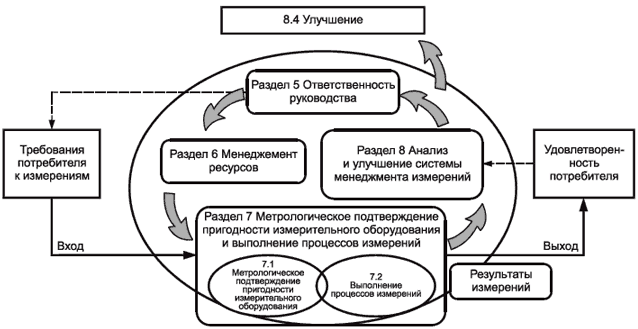 8.4 Улучшение
Раздел 5 Ответственность
руководства
Требования
потребителя
к измерениям
Раздел 6 Менеджмент
ресурсов
Раздел 8 Анализ
и улучшение системы
менеджмента измерений
Удовлетворен-
ность
потребителя
Раздел 7 Метрологическое подтверждение
пригодности измерительного оборудования
и выполнение процессов измерений
Вход
Выход
7.1
Метрологическое
подтверждение
пригодности
измерительного
оборудования
7.2
Выполнение
процессов измерений
Результаты
измерений